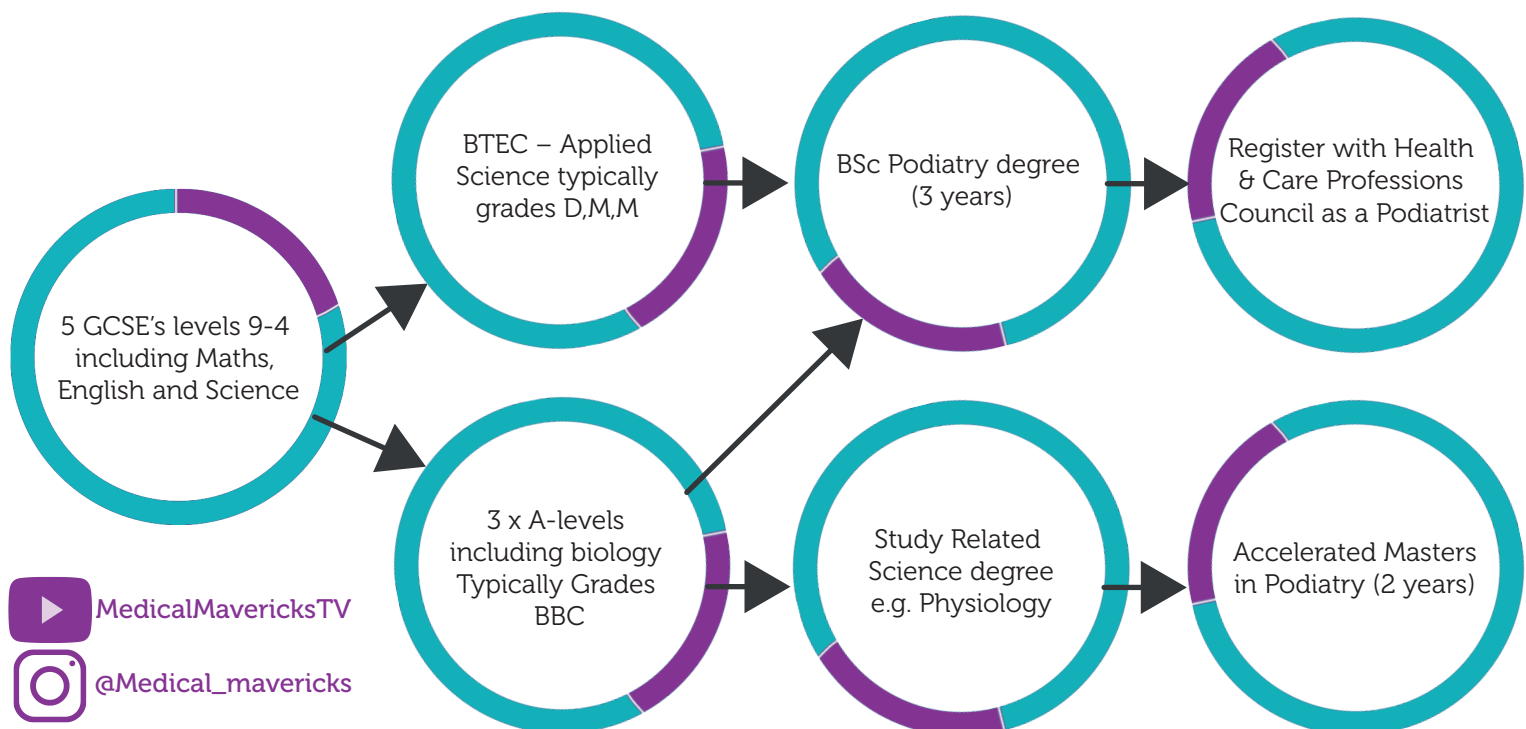 5 GCSE’s levels 9-4
including Maths,
English and Science
BTEC – Applied
Science typically
grades D,M,M
BSc Podiatry degree
(3 years)
Register with Health
& Care Professions
Council as a Podiatrist
3 x A-levels
including biology
Typically Grades
BBC
Study Related
Science degree
e.g. Physiology
Accelerated Masters
in Podiatry (2 years)
MedicalMavericksTV
@Medical_mavericks